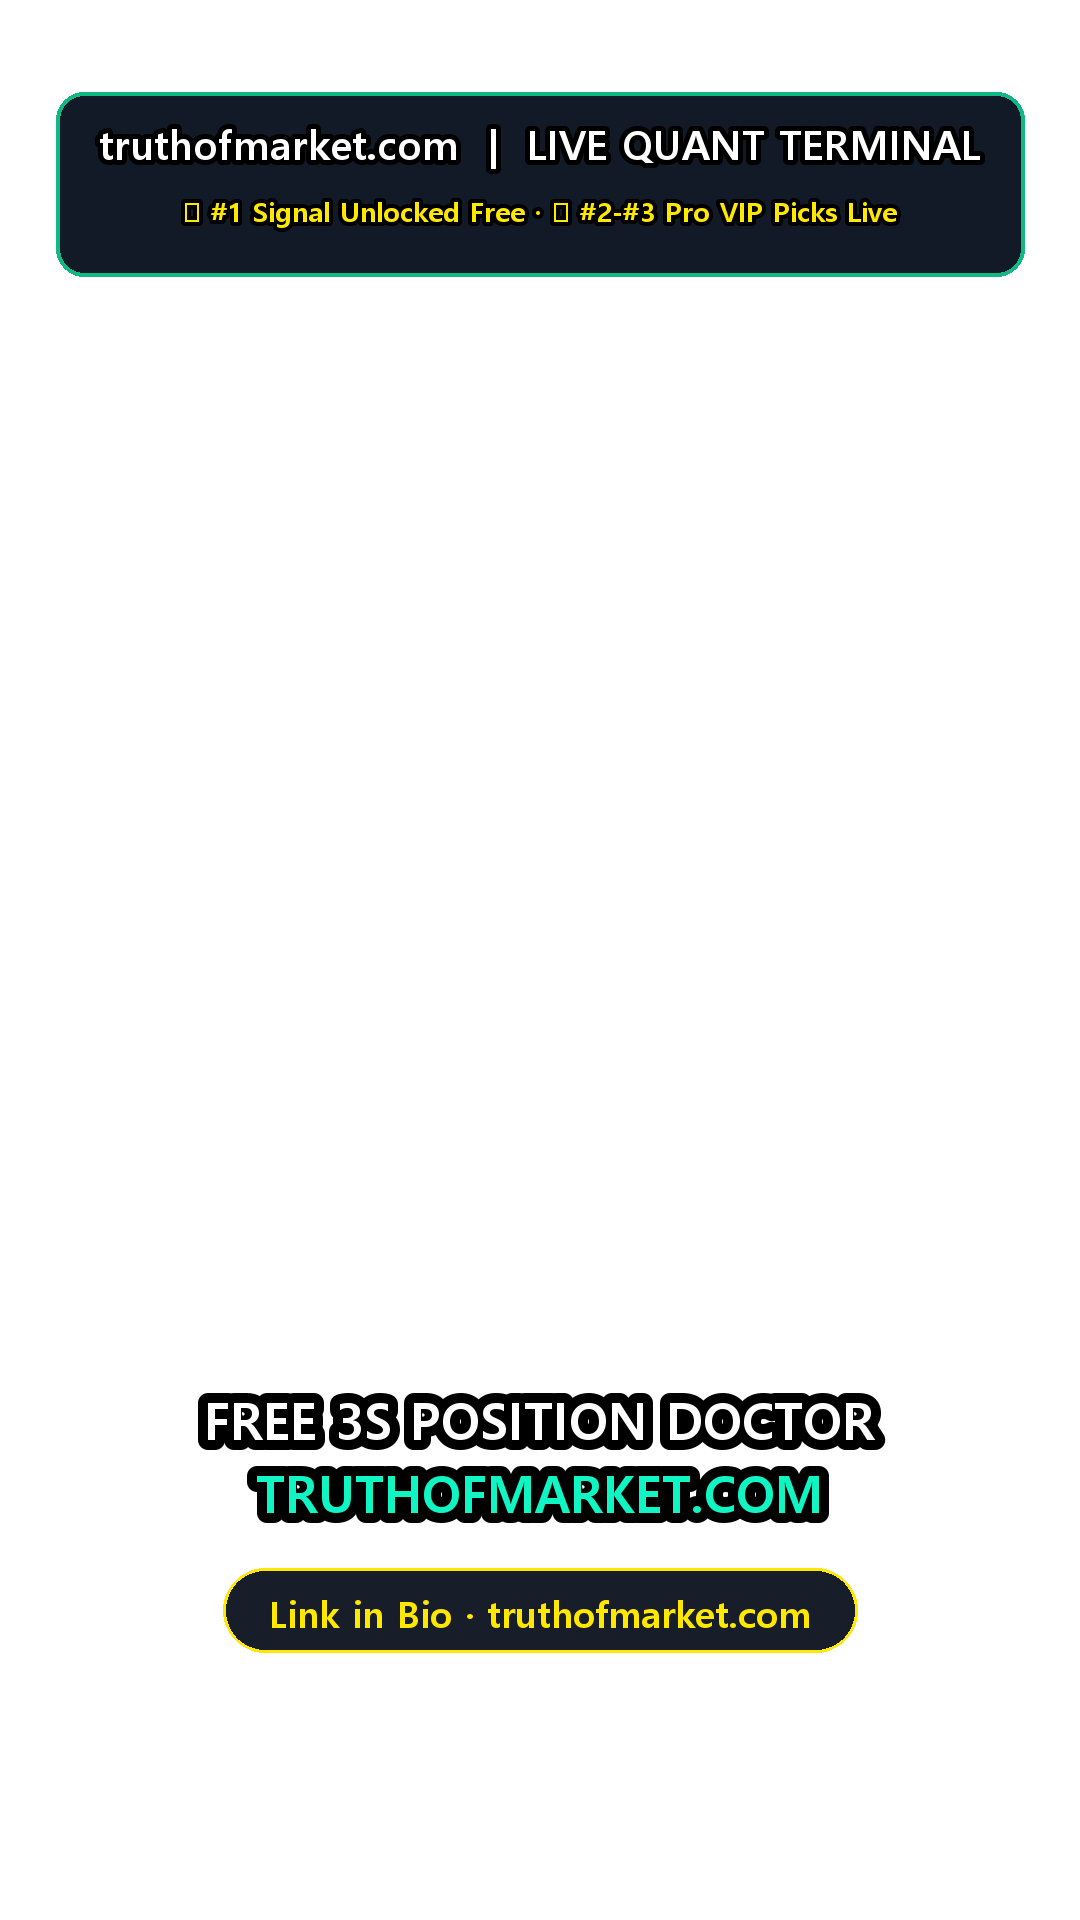 truthofmarket.com | LIVE QUANT TERMINAL
#1 Signal Unlocked Free · #2-#3 Pro VIP Picks Live
FREE 3S POSITION DOCTOR
TRUTHOFMARKET.COM
Link in Bio · truthofmarket.com